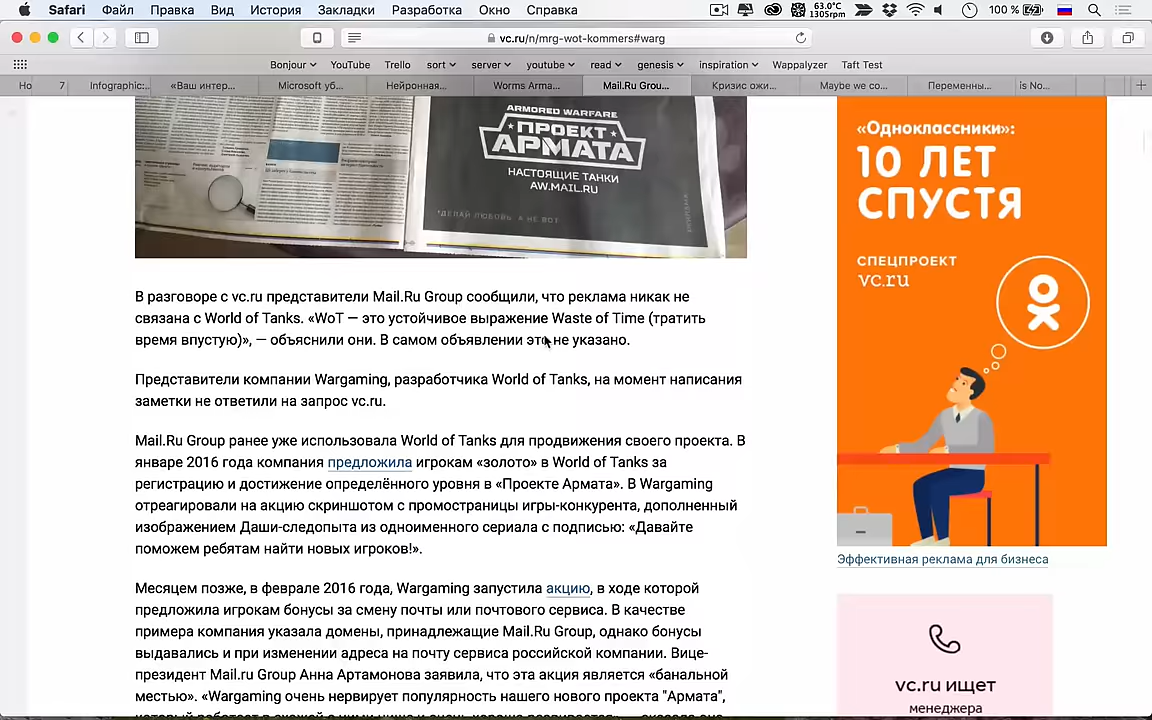 Safari Файл Правка Вид История Закладки Разработка Окно Справка 63.0°C 1305rpm 100 %
vc.ru/n/mrg-wot-kommers#warg
Bonjour YouTube Trello sort server youtube read genesis inspiration Wappalyzer Taft Test
Но 7 Infographic:.. «Ваш интер... Microsoft уб... Нейронная... Worms Arma... Mail.Ru Grou... Кризис ожи... Maybe we co... Переменны... is No...
ARMORED WARFARE
ПРОЕКТ
АРМАТА
НАСТОЯЩИЕ ТАНКИ
AW.MAIL.RU
*ДЕЛАЙ ЛЮБОВЬ, А НЕ ВОТ
В разговоре с vc.ru представители Mail.Ru Group сообщили, что реклама никак не
связана с World of Tanks. «WoT — это устойчивое выражение Waste of Time (тратить
время впустую)», — объяснили они. В самом объявлении это не указано.
Представители компании Wargaming, разработчика World of Tanks, на момент написания
заметки не ответили на запрос vc.ru.
Mail.Ru Group ранее уже использовала World of Tanks для продвижения своего проекта. В
январе 2016 года компания предложила игрокам «золото» в World of Tanks за
регистрацию и достижение определённого уровня в «Проекте Армата». В Wargaming
отреагировали на акцию скриншотом с промостраницы игры-конкурента, дополненный
изображением Даши-следопыта из одноименного сериала с подписью: «Давайте
поможем ребятам найти новых игроков!».
Месяцем позже, в феврале 2016 года, Wargaming запустила акцию, в ходе которой
предложила игрокам бонусы за смену почты или почтового сервиса. В качестве
примера компания указала домены, принадлежащие Mail.Ru Group, однако бонусы
выдавались и при изменении адреса на почту сервиса российской компании. Вице-
президент Mail.ru Group Анна Артамонова заявила, что эта акция является «банальной
местью». «Wargaming очень нервирует популярность нашего нового проекта "Армата",
«Одноклассники»:
10 ЛЕТ
СПУСТЯ
СПЕЦПРОЕКТ
vc.ru
Эффективная реклама для бизнеса
vc.ru ищет
менеджера